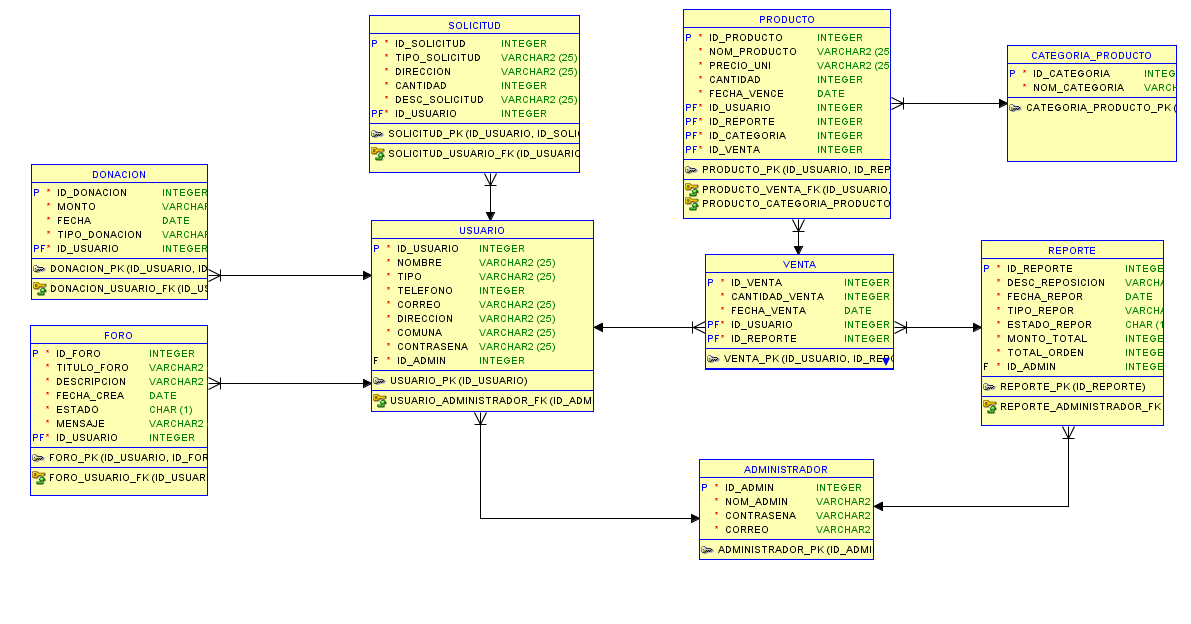 SOLICITUD
P * ID_SOLICITUD INTEGER
* TIPO_SOLICITUD VARCHAR2 (25)
* DIRECCION VARCHAR2 (25)
* CANTIDAD INTEGER
* DESC_SOLICITUD VARCHAR2 (25)
PF* ID_USUARIO INTEGER
SOLICITUD_PK (ID_USUARIO, ID_SOLI
SOLICITUD_USUARIO_FK (ID_USUARIO
PRODUCTO
P * ID_PRODUCTO INTEGER
* NOM_PRODUCTO VARCHAR2 (25
* PRECIO_UNI VARCHAR2 (25
* CANTIDAD INTEGER
* FECHA_VENCE DATE
PF* ID_USUARIO INTEGER
PF* ID_REPORTE INTEGER
PF* ID_CATEGORIA INTEGER
PF* ID_VENTA INTEGER
PRODUCTO_PK (ID_USUARIO, ID_REP
PRODUCTO_VENTA_FK (ID_USUARIO,
PRODUCTO_CATEGORIA_PRODUCTO
CATEGORIA_PRODUCTO
P * ID_CATEGORIA INTEG
* NOM_CATEGORIA VARCH
CATEGORIA_PRODUCTO_PK (
DONACION
P * ID_DONACION INTEGER
* MONTO VARCHAR
* FECHA DATE
* TIPO_DONACION VARCHAR
PF* ID_USUARIO INTEGER
DONACION_PK (ID_USUARIO, ID
DONACION_USUARIO_FK (ID_US
USUARIO
P * ID_USUARIO INTEGER
* NOMBRE VARCHAR2 (25)
* TIPO VARCHAR2 (25)
* TELEFONO INTEGER
* CORREO VARCHAR2 (25)
* DIRECCION VARCHAR2 (25)
* COMUNA VARCHAR2 (25)
* CONTRASENA VARCHAR2 (25)
F * ID_ADMIN INTEGER
USUARIO_PK (ID_USUARIO)
USUARIO_ADMINISTRADOR_FK (ID_ADM
VENTA
P * ID_VENTA INTEGER
* CANTIDAD_VENTA INTEGER
* FECHA_VENTA DATE
PF* ID_USUARIO INTEGER
PF* ID_REPORTE INTEGER
VENTA_PK (ID_USUARIO, ID_REPO
REPORTE
P * ID_REPORTE INTEGE
* DESC_REPOSICION VARCHA
* FECHA_REPOR DATE
* TIPO_REPOR VARCHA
* ESTADO_REPOR CHAR (1
* MONTO_TOTAL INTEGE
* TOTAL_ORDEN INTEGE
F * ID_ADMIN INTEGE
REPORTE_PK (ID_REPORTE)
REPORTE_ADMINISTRADOR_FK
FORO
P * ID_FORO INTEGER
* TITULO_FORO VARCHAR2
* DESCRIPCION VARCHAR2
* FECHA_CREA DATE
* ESTADO CHAR (1)
* MENSAJE VARCHAR2
PF* ID_USUARIO INTEGER
FORO_PK (ID_USUARIO, ID_FOR
FORO_USUARIO_FK (ID_USUAR
ADMINISTRADOR
P * ID_ADMIN INTEGER
* NOM_ADMIN VARCHAR2
* CONTRASENA VARCHAR2
* CORREO VARCHAR2
ADMINISTRADOR_PK (ID_ADMI